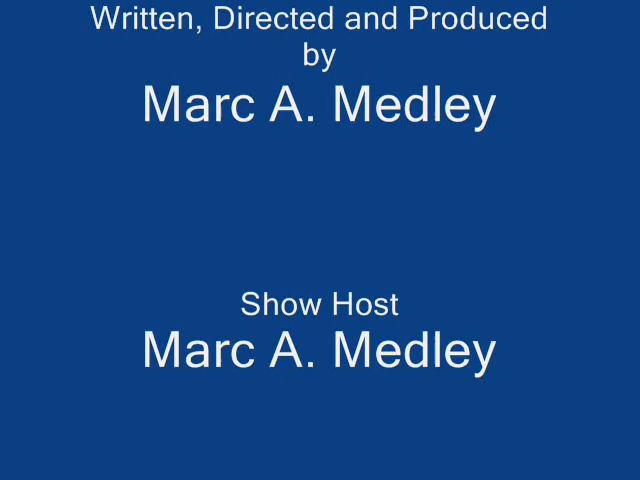 Written, Directed and Produced
by
Marc A. Medley
Show Host
Marc A. Medley